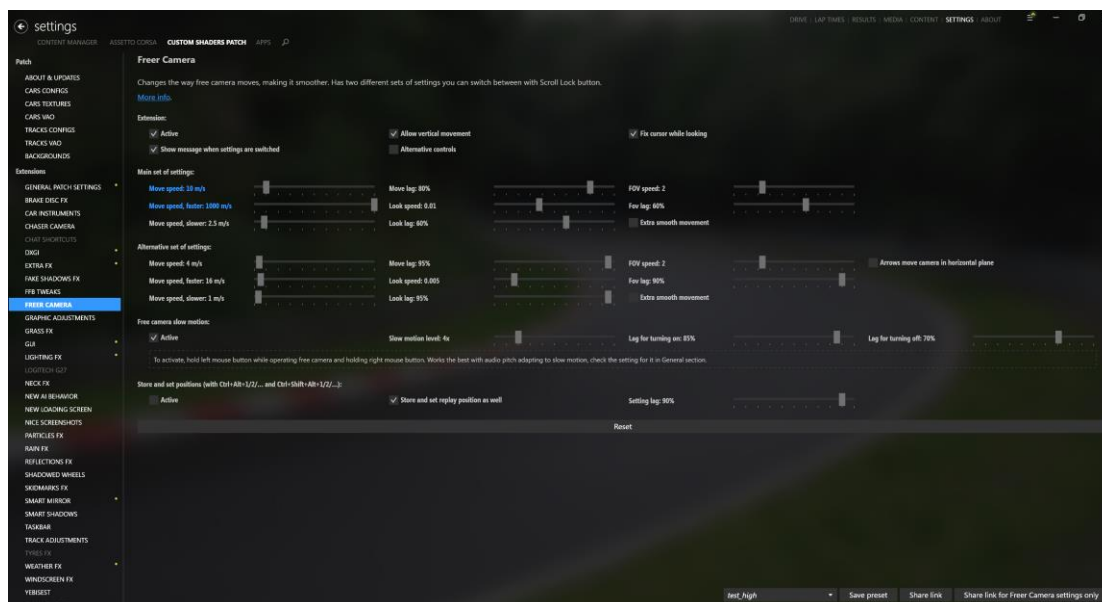 settings
DRIVE | LAP TIMES | RESULTS | MEDIA | CONTENT | SETTINGS | ABOUT
CONTENT MANAGER ASSETTO CORSA CUSTOM SHADERS PATCH APPS
Patch
ABOUT & UPDATES
CARS CONFIGS
CARS TEXTURES
CARS VAO
TRACKS CONFIGS
TRACKS VAO
BACKGROUNDS
Extensions
GENERAL PATCH SETTINGS
BRAKE DISC FX
CAR INSTRUMENTS
CHASER CAMERA
CHAT SHORTCUTS
DXGI
EXTRA FX
FAKE SHADOWS FX
FFB TWEAKS
FREER CAMERA
GRAPHIC ADJUSTMENTS
GRASS FX
GUI
LIGHTING FX
LOGITECH G27
NECK FX
NEW AI BEHAVIOR
NEW LOADING SCREEN
NICE SCREENSHOTS
PARTICLES FX
RAIN FX
REFLECTIONS FX
SHADOWED WHEELS
SKIDMARKS FX
SMART MIRROR
SMART SHADOWS
TASKBAR
TRACK ADJUSTMENTS
TYRES FX
WEATHER FX
WINDSCREEN FX
YEBISEST
Freer Camera
Changes the way free camera moves, making it smoother. Has two different sets of settings you can switch between with Scroll Lock button.
More info.
Extension:
Active Allow vertical movement Fix cursor while looking
Show message when settings are switched Alternative controls
Main set of settings:
Move speed: 10 m/s Move lag: 80% FOV speed: 2
Move speed, faster: 1000 m/s Look speed: 0.01 Fov lag: 60%
Move speed, slower: 2.5 m/s Look lag: 60% Extra smooth movement
Alternative set of settings:
Move speed: 4 m/s Move lag: 95% FOV speed: 2 Arrows move camera in horizontal plane
Move speed, faster: 16 m/s Look speed: 0.005 Fov lag: 90%
Move speed, slower: 1 m/s Look lag: 95% Extra smooth movement
Free camera slow motion:
Active Slow motion level: 4x Lag for turning on: 85% Lag for turning off: 70%
To activate, hold left mouse button while operating free camera and holding right mouse button. Works the best with audio pitch adapting to slow motion, check the setting for it in General section.
Store and set positions (with Ctrl+Alt+1/2/... and Ctrl+Shift+Alt+1/2/...):
Active Store and set replay position as well Setting lag: 90%
Reset
test_high Save preset Share link Share link for Freer Camera settings only